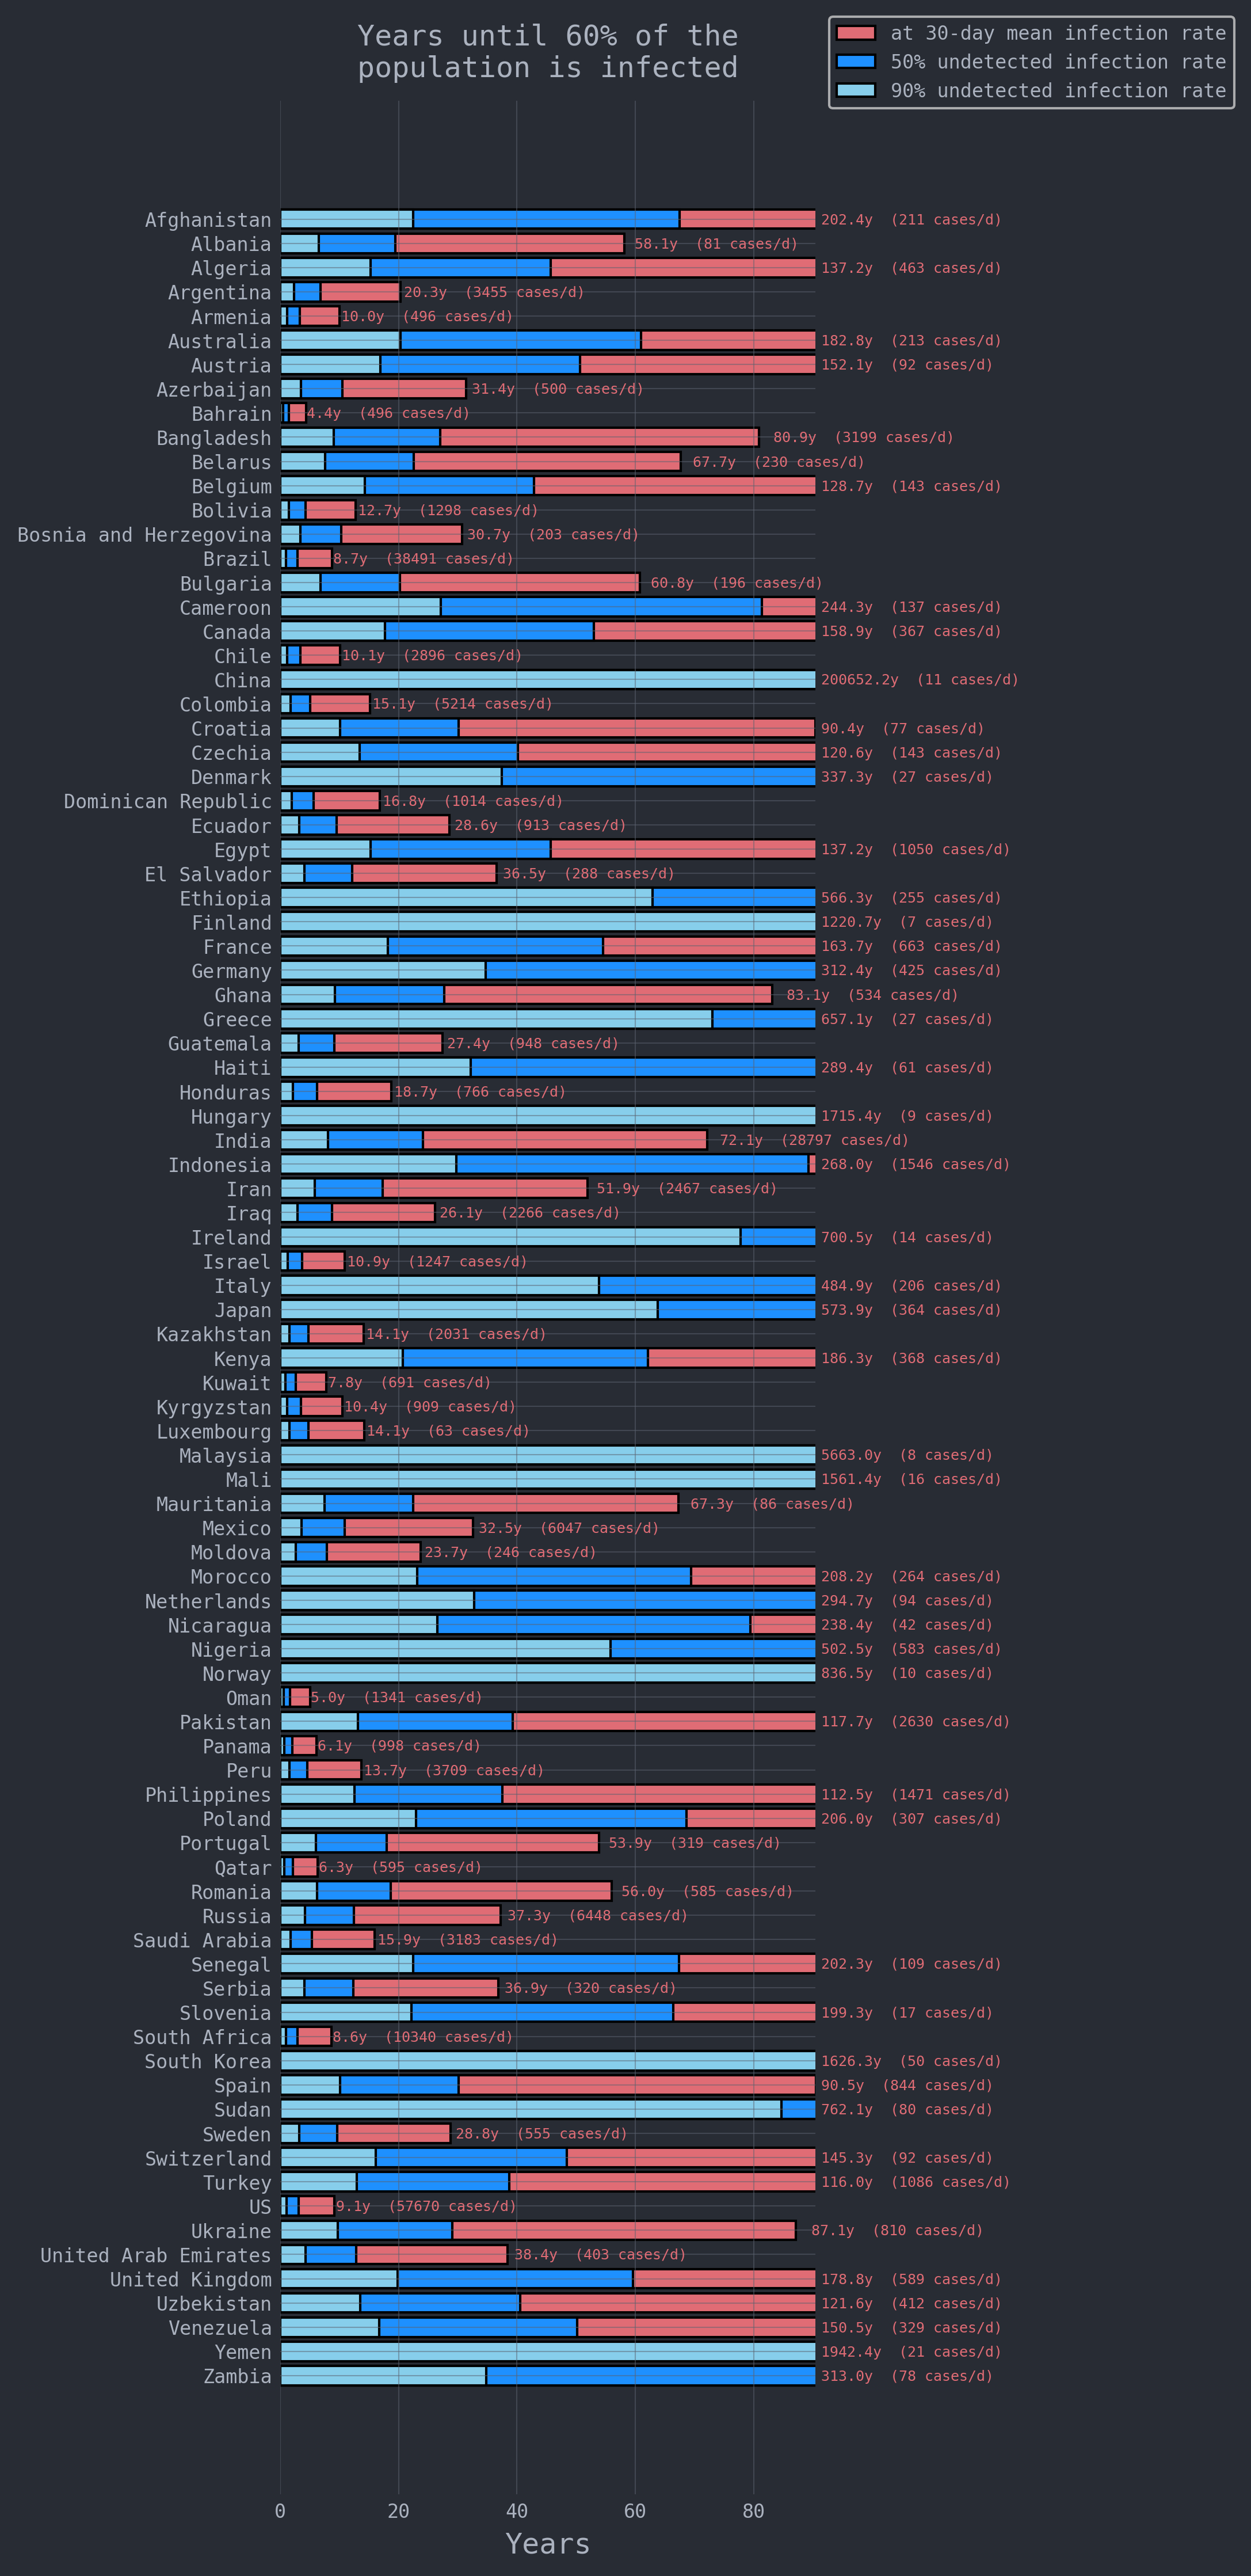 Years until 60% of the
population is infected
at 30-day mean infection rate
50% undetected infection rate
90% undetected infection rate
Afghanistan 202.4y (211 cases/d)
Albania 58.1y (81 cases/d)
Algeria 137.2y (463 cases/d)
Argentina 20.3y (3455 cases/d)
Armenia 10.0y (496 cases/d)
Australia 182.8y (213 cases/d)
Austria 152.1y (92 cases/d)
Azerbaijan 31.4y (500 cases/d)
Bahrain 4.4y (496 cases/d)
Bangladesh 80.9y (3199 cases/d)
Belarus 67.7y (230 cases/d)
Belgium 128.7y (143 cases/d)
Bolivia 12.7y (1298 cases/d)
Bosnia and Herzegovina 30.7y (203 cases/d)
Brazil 8.7y (38491 cases/d)
Bulgaria 60.8y (196 cases/d)
Cameroon 244.3y (137 cases/d)
Canada 158.9y (367 cases/d)
Chile 10.1y (2896 cases/d)
China 200652.2y (11 cases/d)
Colombia 15.1y (5214 cases/d)
Croatia 90.4y (77 cases/d)
Czechia 120.6y (143 cases/d)
Denmark 337.3y (27 cases/d)
Dominican Republic 16.8y (1014 cases/d)
Ecuador 28.6y (913 cases/d)
Egypt 137.2y (1050 cases/d)
El Salvador 36.5y (288 cases/d)
Ethiopia 566.3y (255 cases/d)
Finland 1220.7y (7 cases/d)
France 163.7y (663 cases/d)
Germany 312.4y (425 cases/d)
Ghana 83.1y (534 cases/d)
Greece 657.1y (27 cases/d)
Guatemala 27.4y (948 cases/d)
Haiti 289.4y (61 cases/d)
Honduras 18.7y (766 cases/d)
Hungary 1715.4y (9 cases/d)
India 72.1y (28797 cases/d)
Indonesia 268.0y (1546 cases/d)
Iran 51.9y (2467 cases/d)
Iraq 26.1y (2266 cases/d)
Ireland 700.5y (14 cases/d)
Israel 10.9y (1247 cases/d)
Italy 484.9y (206 cases/d)
Japan 573.9y (364 cases/d)
Kazakhstan 14.1y (2031 cases/d)
Kenya 186.3y (368 cases/d)
Kuwait 7.8y (691 cases/d)
Kyrgyzstan 10.4y (909 cases/d)
Luxembourg 14.1y (63 cases/d)
Malaysia 5663.0y (8 cases/d)
Mali 1561.4y (16 cases/d)
Mauritania 67.3y (86 cases/d)
Mexico 32.5y (6047 cases/d)
Moldova 23.7y (246 cases/d)
Morocco 208.2y (264 cases/d)
Netherlands 294.7y (94 cases/d)
Nicaragua 238.4y (42 cases/d)
Nigeria 502.5y (583 cases/d)
Norway 836.5y (10 cases/d)
Oman 5.0y (1341 cases/d)
Pakistan 117.7y (2630 cases/d)
Panama 6.1y (998 cases/d)
Peru 13.7y (3709 cases/d)
Philippines 112.5y (1471 cases/d)
Poland 206.0y (307 cases/d)
Portugal 53.9y (319 cases/d)
Qatar 6.3y (595 cases/d)
Romania 56.0y (585 cases/d)
Russia 37.3y (6448 cases/d)
Saudi Arabia 15.9y (3183 cases/d)
Senegal 202.3y (109 cases/d)
Serbia 36.9y (320 cases/d)
Slovenia 199.3y (17 cases/d)
South Africa 8.6y (10340 cases/d)
South Korea 1626.3y (50 cases/d)
Spain 90.5y (844 cases/d)
Sudan 762.1y (80 cases/d)
Sweden 28.8y (555 cases/d)
Switzerland 145.3y (92 cases/d)
Turkey 116.0y (1086 cases/d)
US 9.1y (57670 cases/d)
Ukraine 87.1y (810 cases/d)
United Arab Emirates 38.4y (403 cases/d)
United Kingdom 178.8y (589 cases/d)
Uzbekistan 121.6y (412 cases/d)
Venezuela 150.5y (329 cases/d)
Yemen 1942.4y (21 cases/d)
Zambia 313.0y (78 cases/d)
0 20 40 60 80
Years